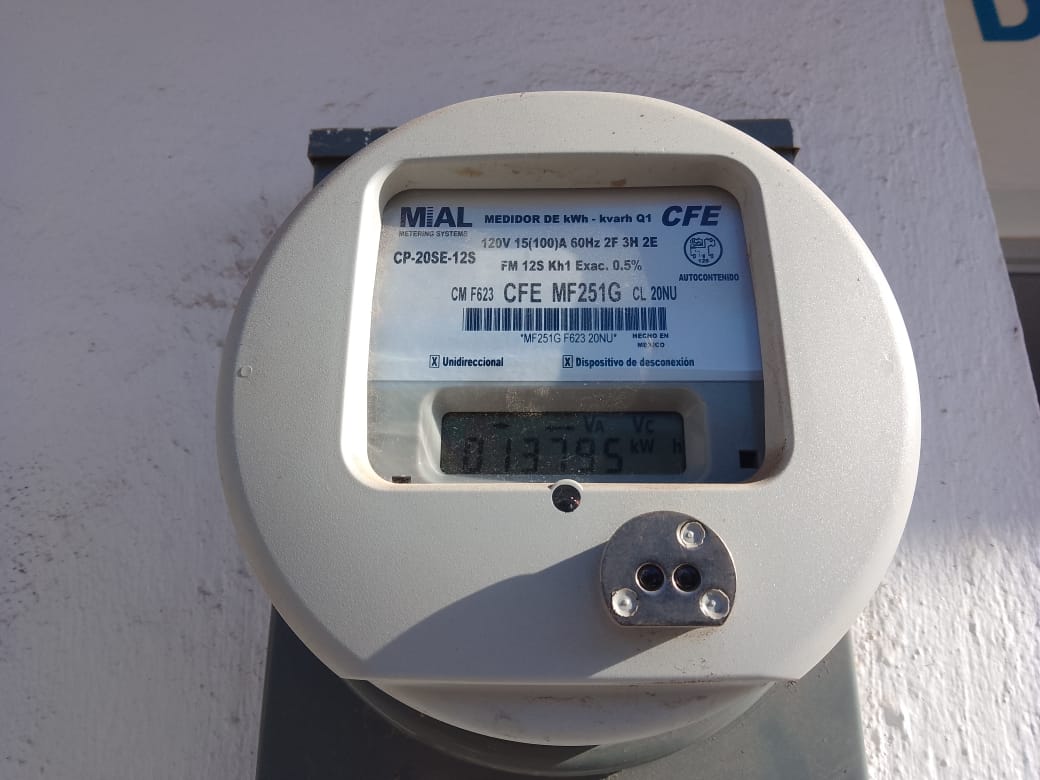 MIAL MEDIDOR DE kWh - kvarh Q1 CFE
METERING SYSTEMS
120V 15(100)A 60Hz 2F 3H 2E
CP-20SE-12S
FM 12S Kh1 Exac. 0.5%
12S
AUTOCONTENIDO
CM F623 CFE MF251G CL 20NU
*MF251G F623 20NU*
HECHO EN
MEXICO
X Unidireccional X Dispositivo de desconexión
VA VC
013795 kW h